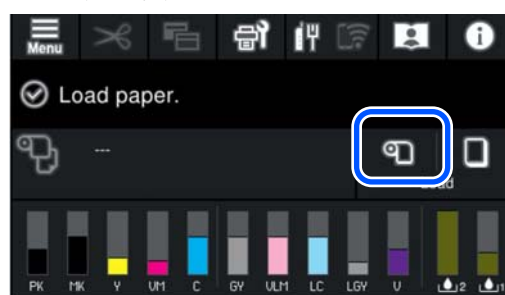 Menu
Load paper.
---
Load
PK MK Y VM C GY VLM LC LGY V 2 1